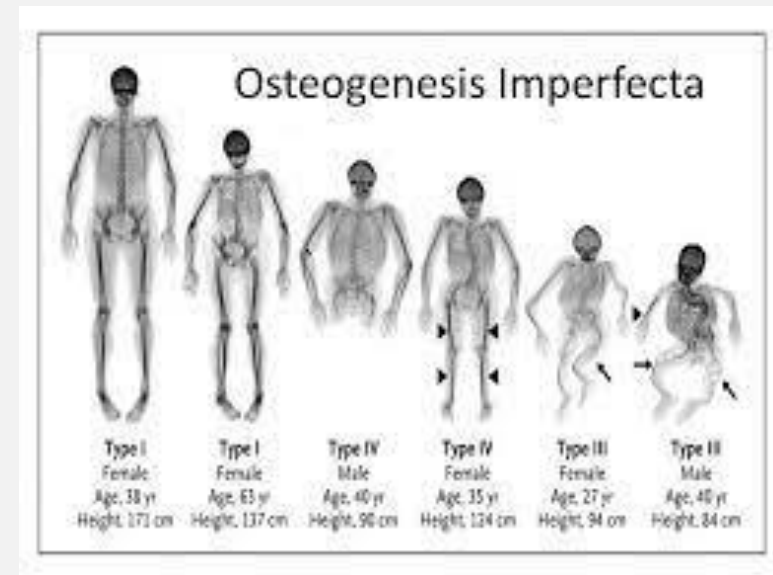 Osteogenesis Imperfecta
Type I
Female
Age, 38 yr
Height, 171 cm
Type I
Female
Age, 63 yr
Height, 137 cm
Type IV
Male
Age, 40 yr
Height, 90 cm
Type IV
Female
Age, 35 yr
Height, 124 cm
Type III
Female
Age, 27 yr
Height, 94 cm
Type III
Male
Age, 40 yr
Height, 84 cm